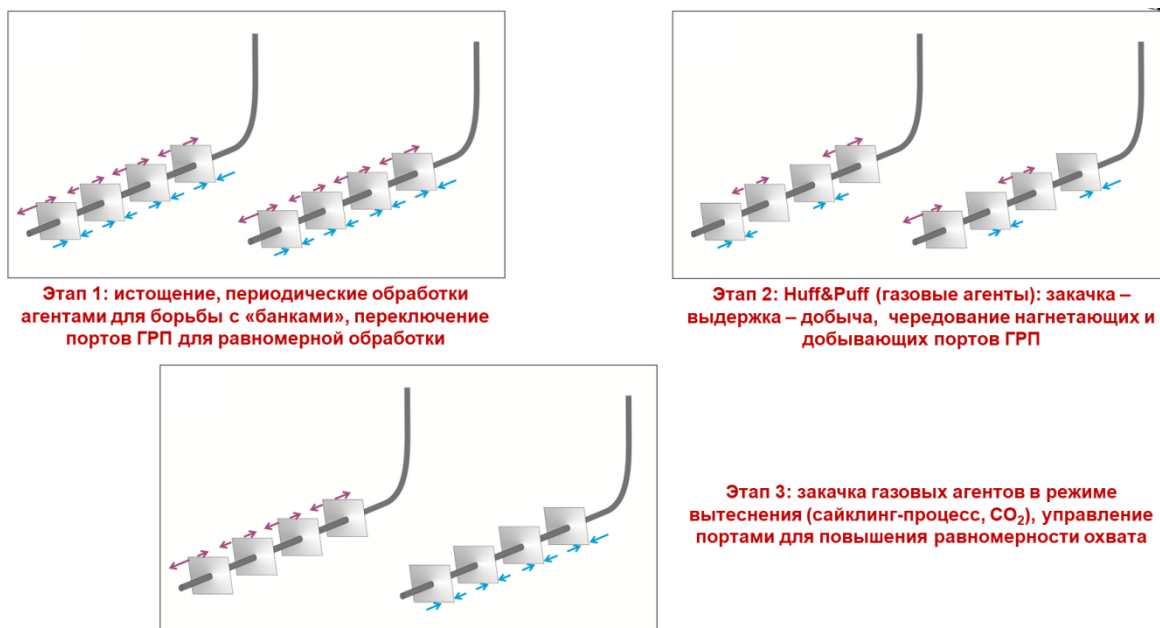 Этап 1: истощение, периодические обработки
агентами для борьбы с «банками», переключение
портов ГРП для равномерной обработки
Этап 2: Huff&Puff (газовые агенты): закачка –
выдержка – добыча, чередование нагнетающих и
добывающих портов ГРП
Этап 3: закачка газовых агентов в режиме
вытеснения (сайклинг-процесс, CO₂), управление
портами для повышения равномерности охвата